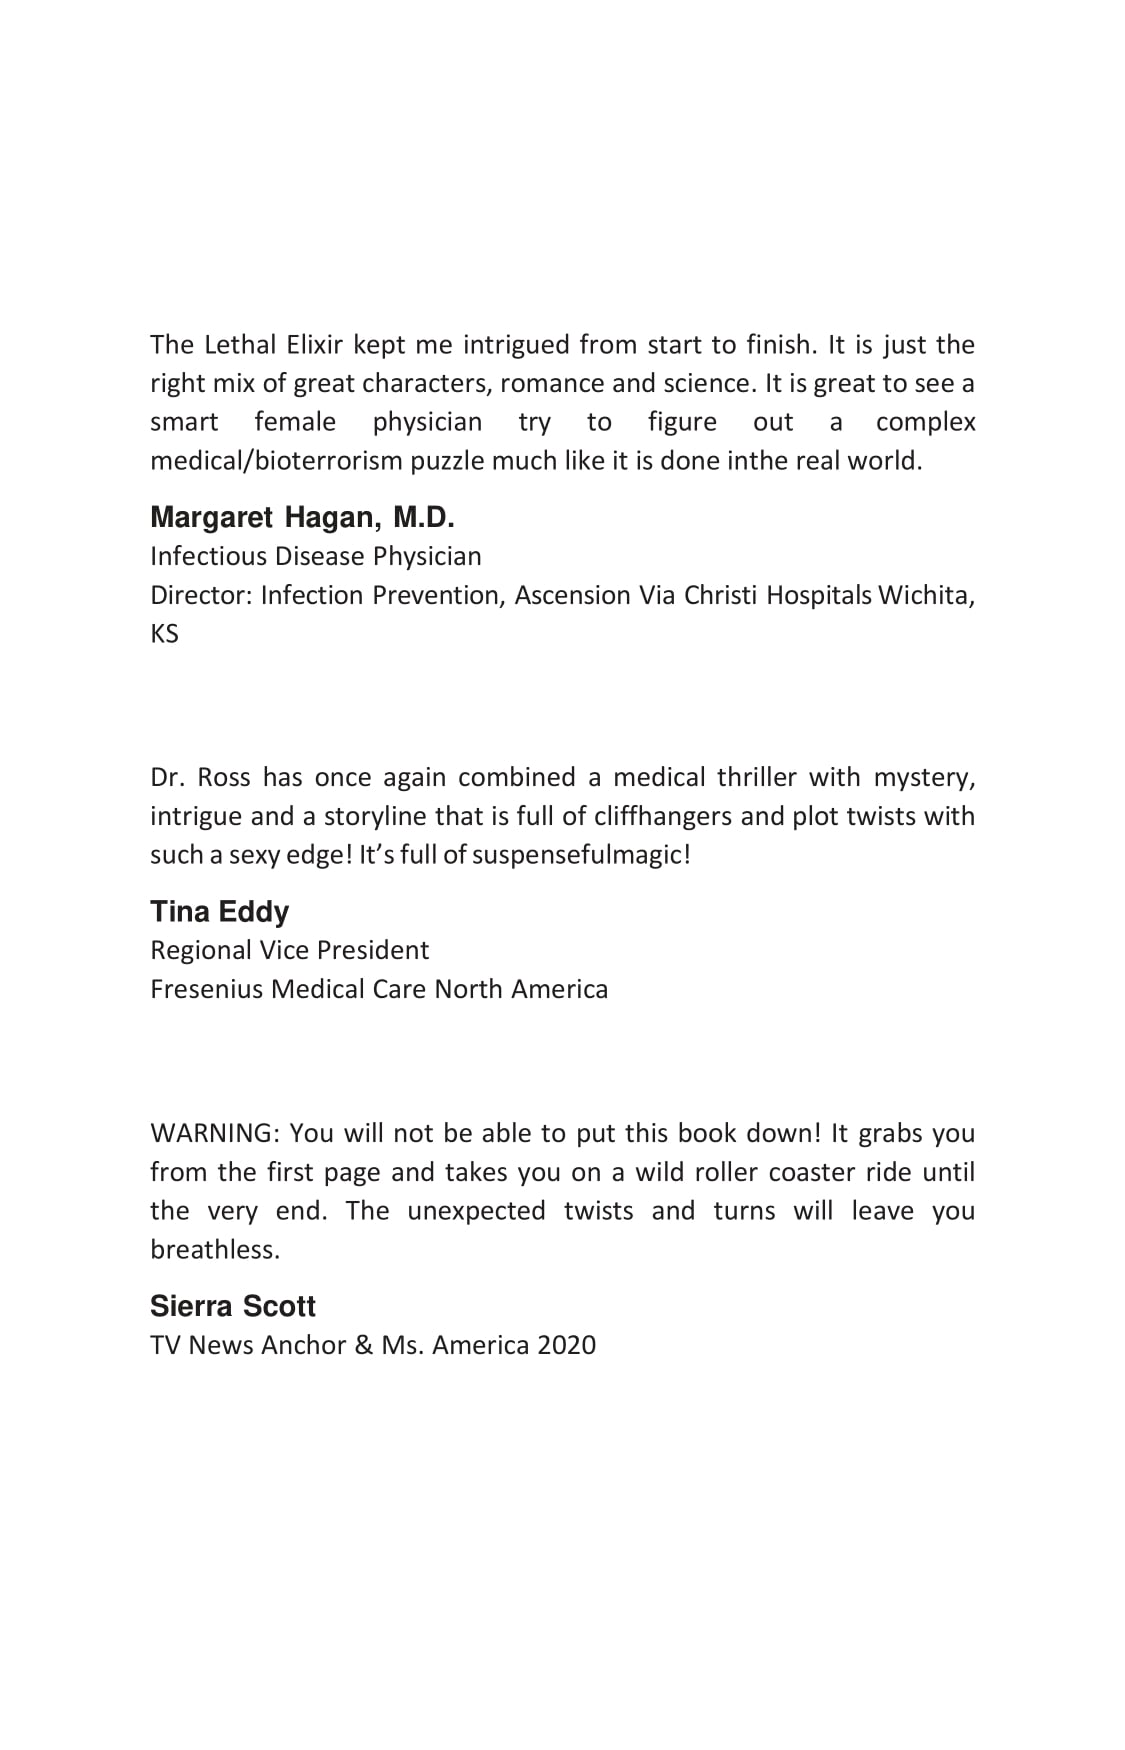 The Lethal Elixir kept me intrigued from start to finish. It is just the
right mix of great characters, romance and science. It is great to see a
smart female physician try to figure out a complex
medical/bioterrorism puzzle much like it is done inthe real world.
Margaret Hagan, M.D.
Infectious Disease Physician
Director: Infection Prevention, Ascension Via Christi Hospitals Wichita,
KS
Dr. Ross has once again combined a medical thriller with mystery,
intrigue and a storyline that is full of cliffhangers and plot twists with
such a sexy edge! It’s full of suspensefulmagic!
Tina Eddy
Regional Vice President
Fresenius Medical Care North America
WARNING: You will not be able to put this book down! It grabs you
from the first page and takes you on a wild roller coaster ride until
the very end. The unexpected twists and turns will leave you
breathless.
Sierra Scott
TV News Anchor & Ms. America 2020